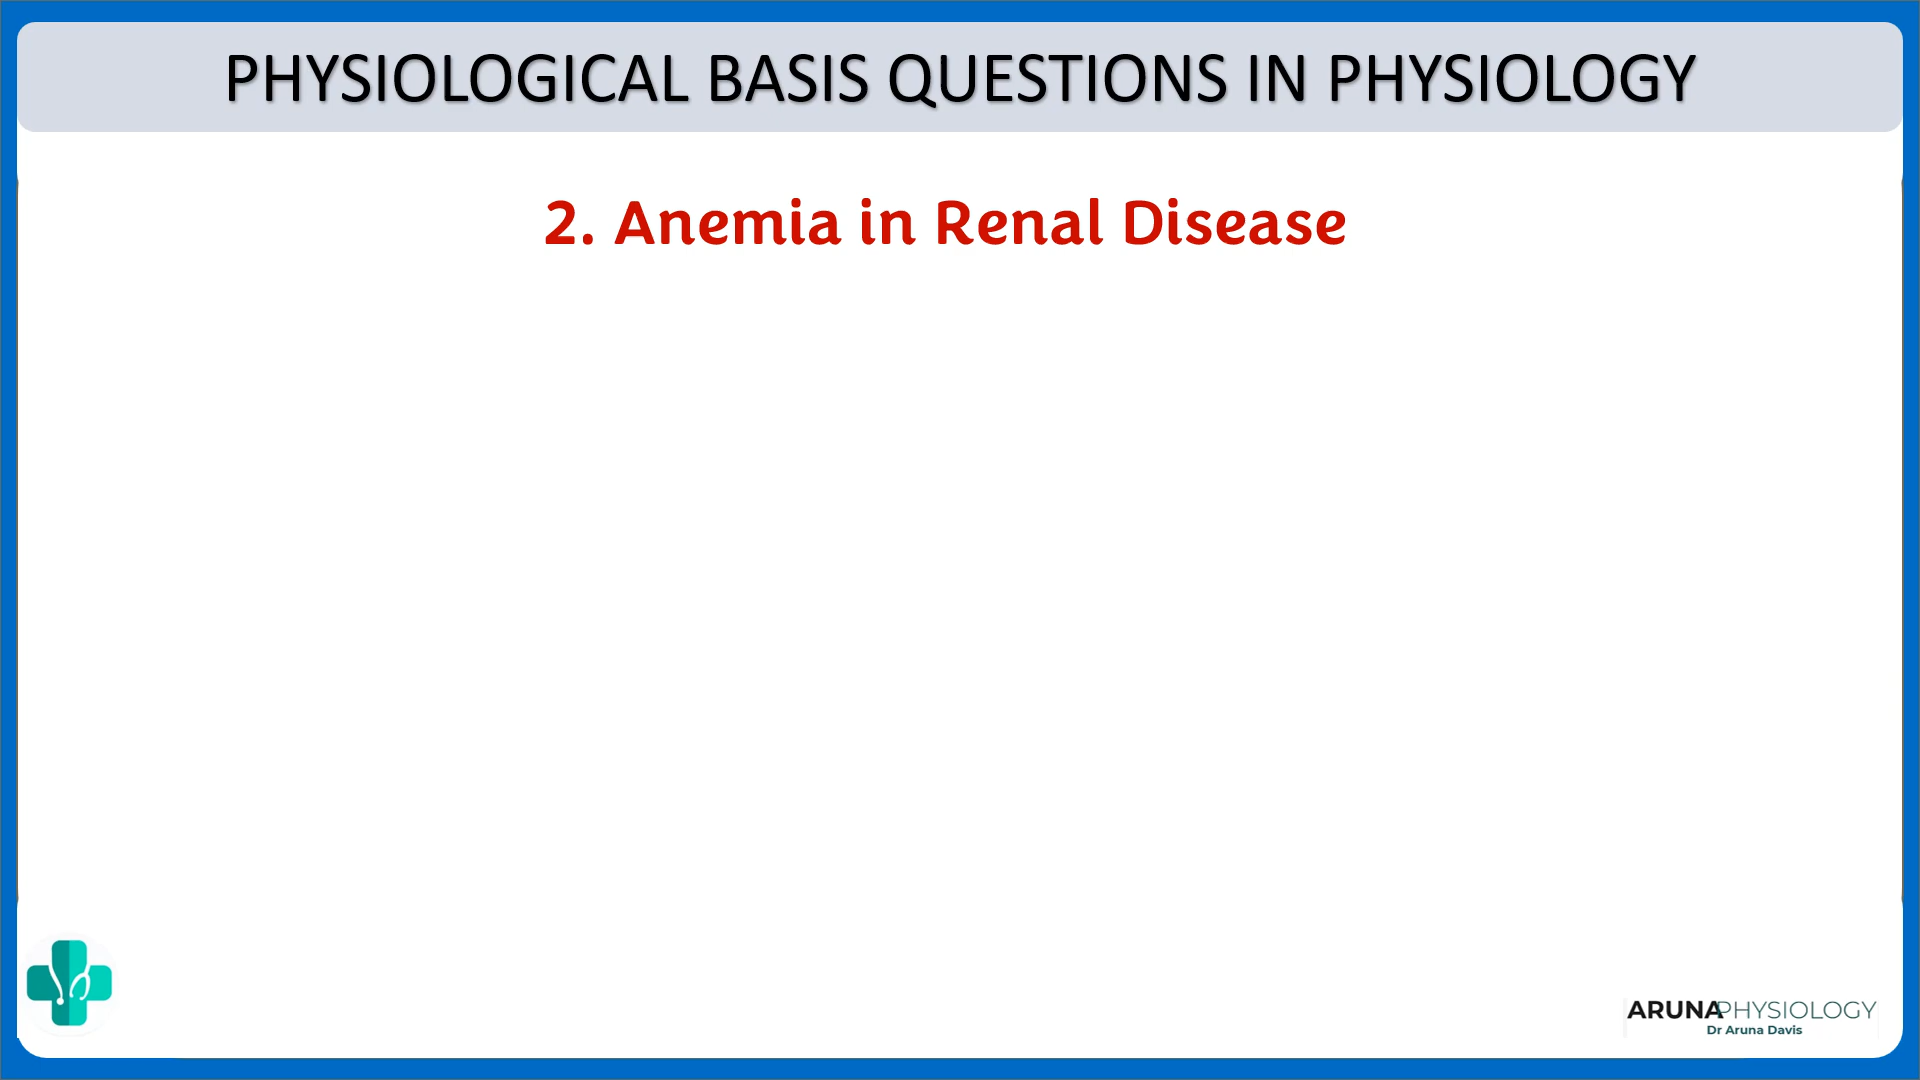 PHYSIOLOGICAL BASIS QUESTIONS IN PHYSIOLOGY
2. Anemia in Renal Disease
ARUNAPHYSIOLOGY
Dr Aruna Davis